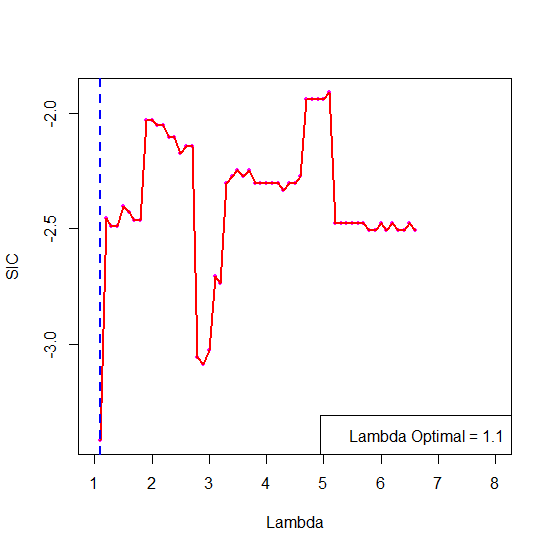 -2.0
-2.5
-3.0
SIC
Lambda Optimal = 1.1
1 2 3 4 5 6 7 8
Lambda